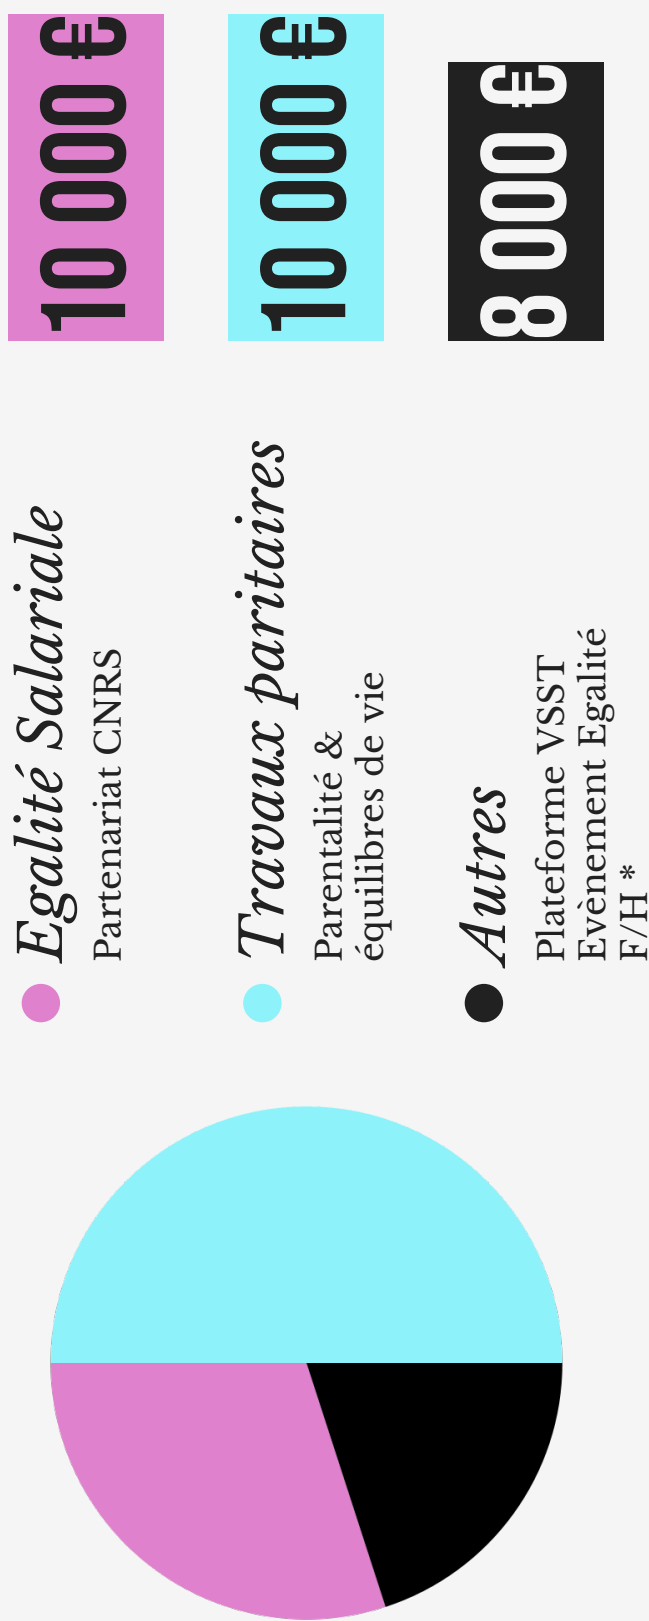 Egalité Salariale
Partenariat CNRS
10 000 €
Travaux paritaires
Parentalité &
équilibres de vie
10 000 €
Autres
Plateforme VSST
Evènement Egalité
F/H *
8 000 €